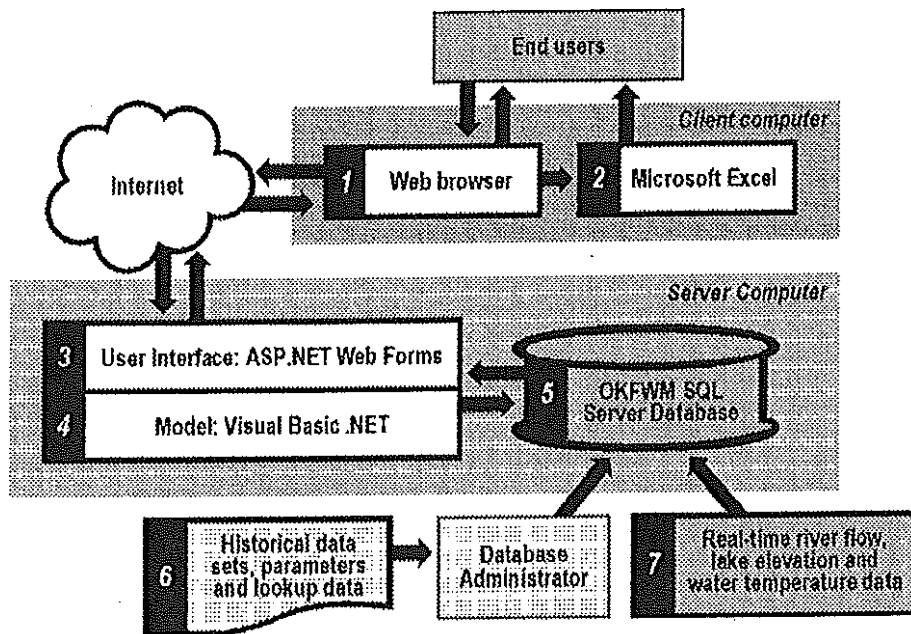 End users
Client computer
Internet
1
Web browser
2
Microsoft Excel
Server Computer
3
User Interface: ASP.NET Web Forms
4
Model: Visual Basic .NET
5
OKFWM SQL
Server Database
6
Historical data
sets, parameters
and lookup data
Database
Administrator
7
Real-time river flow,
lake elevation and
water temperature data